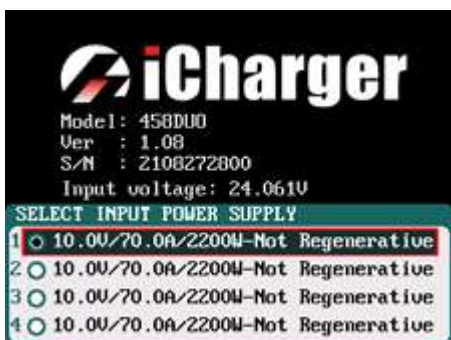 iCharger
Model: 458DUO
Ver : 1.08
S/N : 2108272800
Input voltage: 24.061V
SELECT INPUT POWER SUPPLY
1 10.0V/70.0A/2200W-Not Regenerative
2 10.0V/70.0A/2200W-Not Regenerative
3 10.0V/70.0A/2200W-Not Regenerative
4 10.0V/70.0A/2200W-Not Regenerative